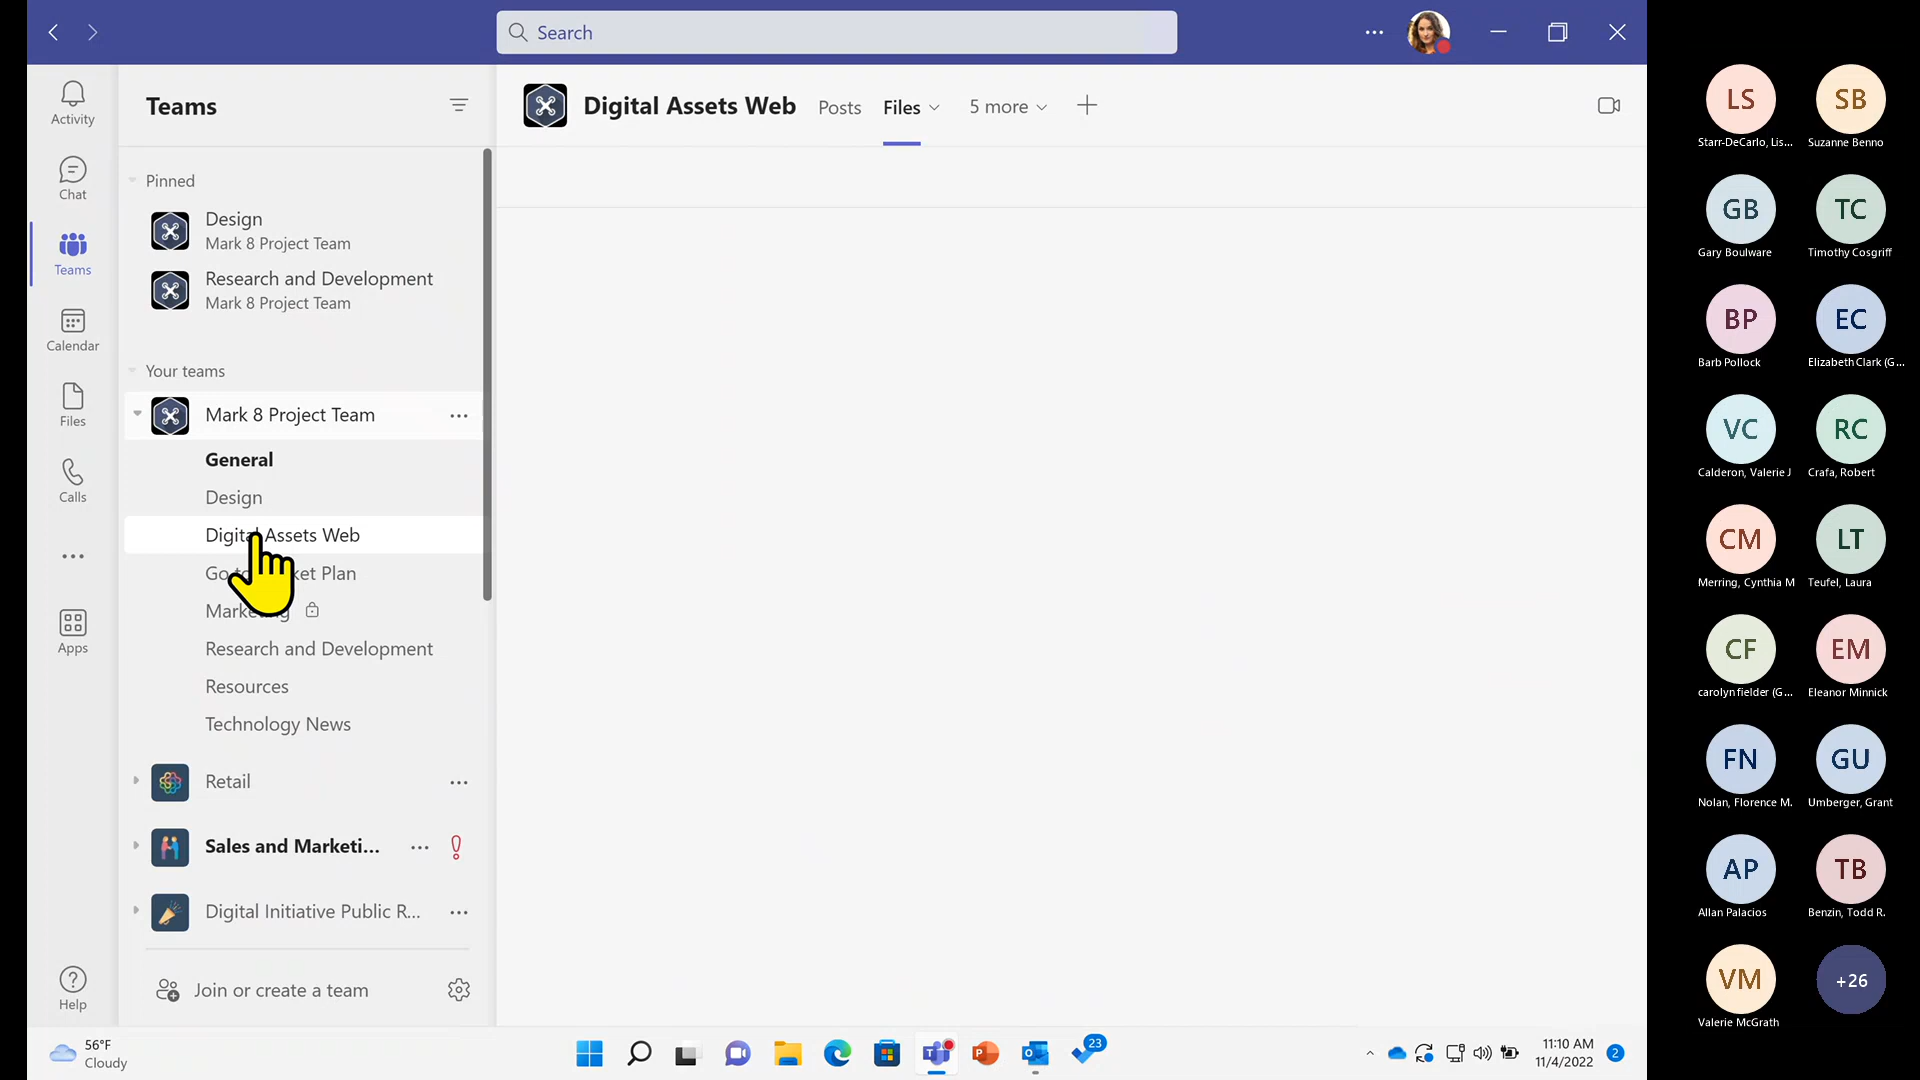 Search
Activity
Chat
Teams
Calendar
Files
Calls
Apps
Help
Teams
Pinned
Design
Mark 8 Project Team
Research and Development
Mark 8 Project Team
Your teams
Mark 8 Project Team
General
Design
Digital Assets Web
Go to Market Plan
Marketing
Research and Development
Resources
Technology News
Retail
Sales and Marketi...
Digital Initiative Public R...
Join or create a team
Digital Assets Web
Posts
Files
5 more
LS
Starr-DeCarlo, Lis...
SB
Suzanne Benno
GB
Gary Boulware
TC
Timothy Cosgriff
BP
Barb Pollock
EC
Elizabeth Clark (G...
VC
Calderon, Valerie J
RC
Crafa, Robert
CM
Merring, Cynthia M
LT
Teufel, Laura
CF
carolyn fielder (G...
EM
Eleanor Minnick
FN
Nolan, Florence M.
GU
Umberger, Grant
AP
Allan Palacios
TB
Benzin, Todd R.
VM
Valerie McGrath
+26
56°F
Cloudy
23
11:10 AM
11/4/2022
2